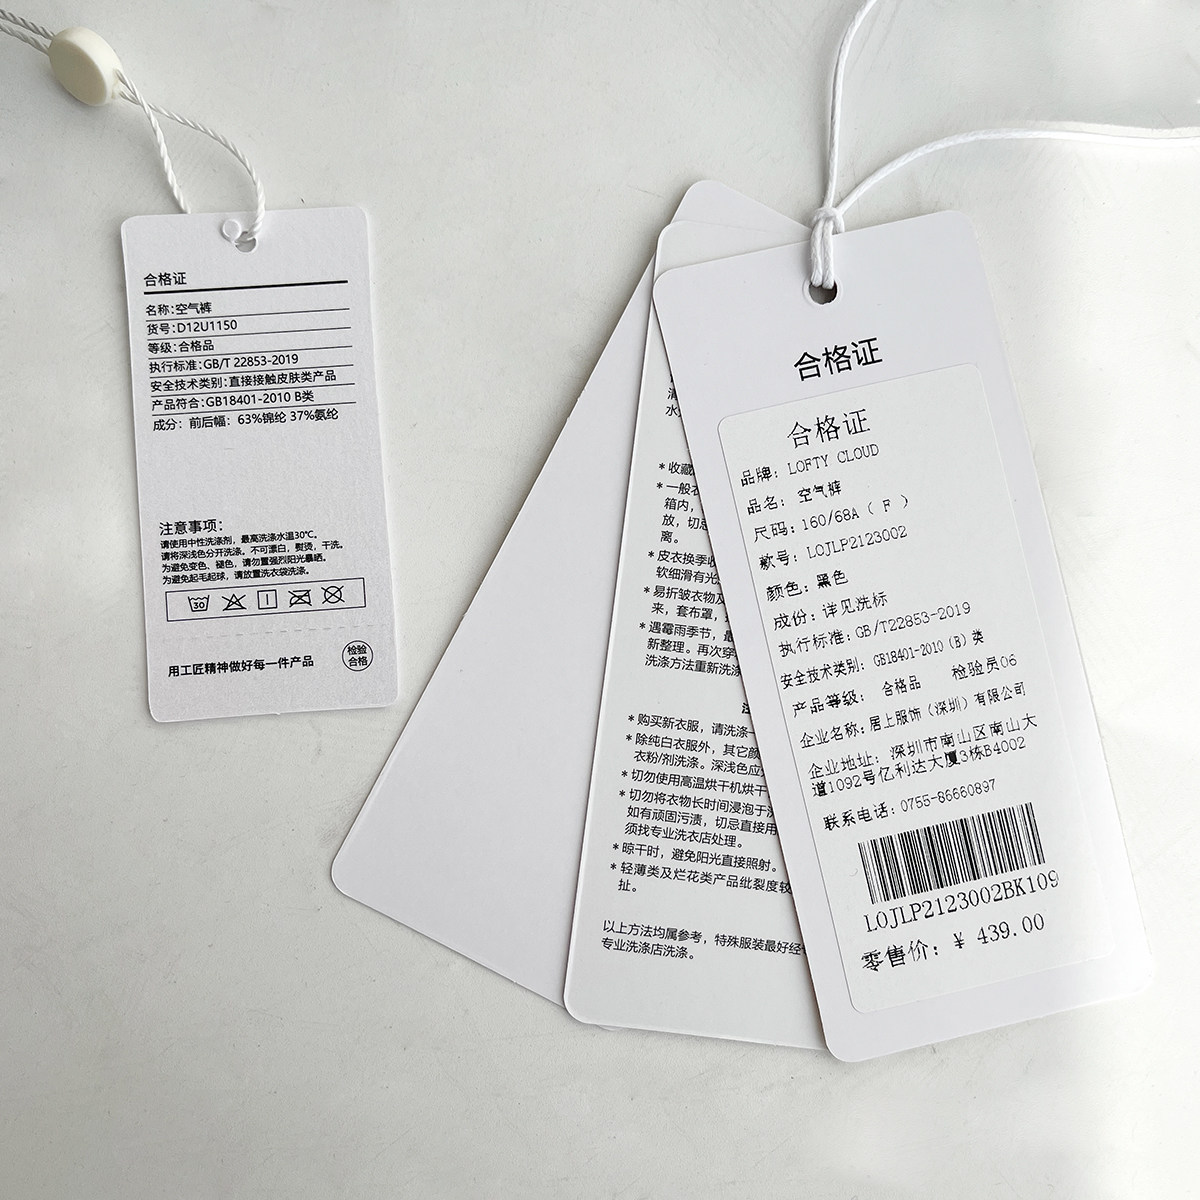 合格证
名称:空气裤
货号:D12U1150
等级:合格品
执行标准:GB/T 22853-2019
安全技术类别:直接接触皮肤类产品
产品符合:GB18401-2010 B类
成分: 前后幅: 63%锦纶 37%氨纶
注意事项:
请使用中性洗涤剂，最高洗涤水温30℃。
请将深浅色分开洗涤。不可漂白，熨烫，干洗。
为避免变色、褪色，请勿置强烈阳光暴晒。
为避免起毛起球，请放置洗衣袋洗涤。
30
用工匠精神做好每一件产品
检验
合格
* 收藏
* 一般衣
箱内，
放，切忌
离。
* 皮衣换季收
软细滑有光
* 易折皱衣物及
来，套布罩，
* 遇霉雨季节，最
新整理。再次穿
洗涤方法重新洗涤
* 购买新衣服，请洗涤一
* 除纯白衣服外，其它颜
衣粉/剂洗涤。深浅色应
* 切勿使用高温烘干机烘干
* 切勿将衣物长时间浸泡于洗
如有顽固污渍，切忌直接用
须找专业洗衣店处理。
* 晾干时，避免阳光直接照射。
* 轻薄类及烂花类产品纰裂度较
扯。
以上方法均属参考，特殊服装最好经
专业洗涤店洗涤。
合格证
合格证
品牌: LOFTY CLOUD
品名: 空气裤
尺码: 160/68A ( F )
款号: LOJLP2123002
颜色: 黑色
成份: 详见洗标
执行标准: GB/T22853-2019
安全技术类别: GB18401-2010 (B) 类
产品等级: 合格品 检验员06
企业名称: 居上服饰（深圳）有限公司
企业地址: 深圳市南山区南山大
道1092号亿利达大厦3栋B4002
联系电话: 0755-86660897
LOJLP2123002BK109
零售价: ¥ 439.00